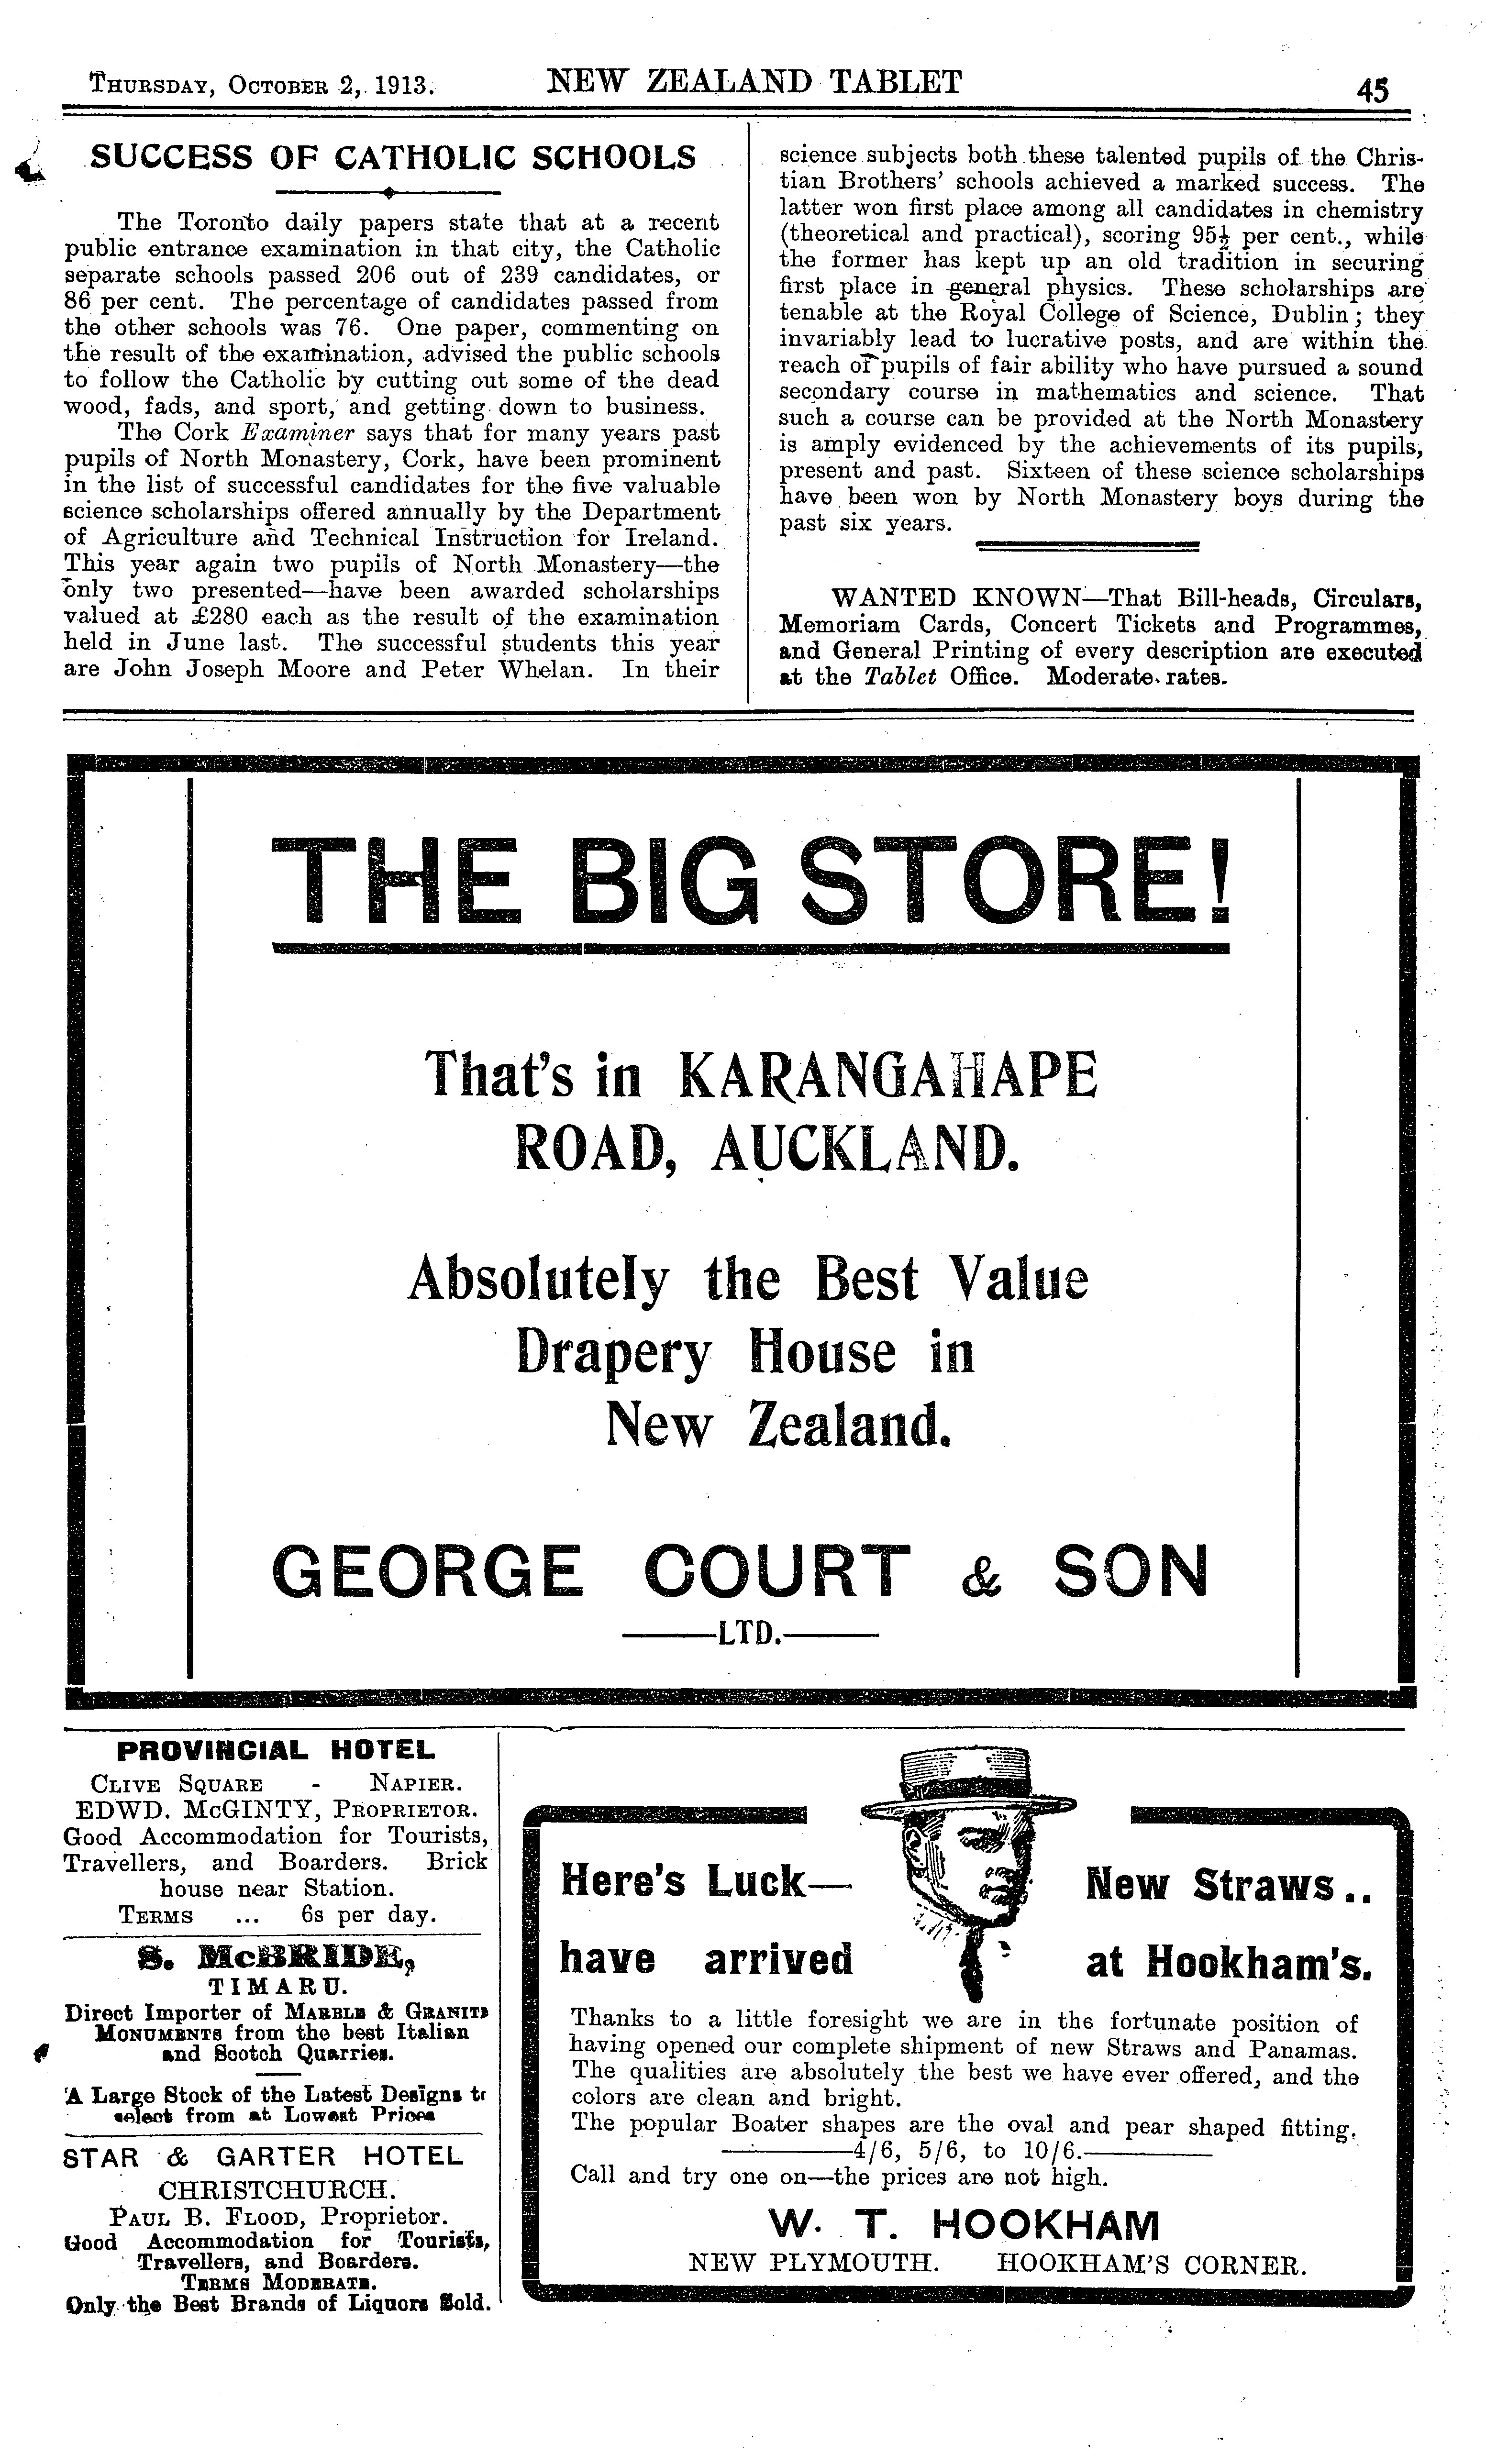 THURSDAY, OCTOBER 2, 1913.
NEW ZEALAND TABLET
45
SUCCESS OF CATHOLIC SCHOOLS
The Toronto daily papers state that at a recent
public entrance examination in that city, the Catholic
separate schools passed 206 out of 239 candidates, or
86 per cent. The percentage of candidates passed from
the other schools was 76. One paper, commenting on
the result of the examination, advised the public schools
to follow the Catholic by cutting out some of the dead
wood, fads, and sport, and getting down to business.
The Cork Examiner says that for many years past
pupils of North Monastery, Cork, have been prominent
in the list of successful candidates for the five valuable
science scholarships offered annually by the Department
of Agriculture and Technical Instruction for Ireland.
This year again two pupils of North Monastery—the
only two presented—have been awarded scholarships
valued at £280 each as the result of the examination
held in June last. The successful students this year
are John Joseph Moore and Peter Whelan. In their
science subjects both these talented pupils of the Chris-
tian Brothers' schools achieved a marked success. The
latter won first place among all candidates in chemistry
(theoretical and practical), scoring 95½ per cent., while
the former has kept up an old tradition in securing
first place in general physics. These scholarships are
tenable at the Royal College of Science, Dublin; they
invariably lead to lucrative posts, and are within the
reach of pupils of fair ability who have pursued a sound
secondary course in mathematics and science. That
such a course can be provided at the North Monastery
is amply evidenced by the achievements of its pupils,
present and past. Sixteen of these science scholarships
have been won by North Monastery boys during the
past six years.
WANTED KNOWN—That Bill-heads, Circulars,
Memoriam Cards, Concert Tickets and Programmes,
and General Printing of every description are executed
at the Tablet Office. Moderate rates.
THE BIG STORE!
That's in KARANGAHAPE
ROAD, AUCKLAND.
Absolutely the Best Value
Drapery House in
New Zealand.
GEORGE COURT & SON
LTD.
PROVINCIAL HOTEL
CLIVE SQUARE - NAPIER.
EDWD. McGINTY, PROPRIETOR.
Good Accommodation for Tourists,
Travellers, and Boarders. Brick
house near Station.
TERMS ... 6s per day.
S. McBRIDE,
TIMARU.
Direct Importer of MARBLE & GRANITE
MONUMENTS from the best Italian
and Scotch Quarries.
A Large Stock of the Latest Designs to
select from at Lowest Prices
STAR & GARTER HOTEL
CHRISTCHURCH.
PAUL B. FLOOD, Proprietor.
Good Accommodation for Tourists,
Travellers, and Boarders.
TERMS MODERATE.
Only the Best Brands of Liquors Sold.
Here's Luck— New Straws..
have arrived at Hookham's.
Thanks to a little foresight we are in the fortunate position of
having opened our complete shipment of new Straws and Panamas.
The qualities are absolutely the best we have ever offered, and the
colors are clean and bright.
The popular Boater shapes are the oval and pear shaped fitting.
4/6, 5/6, to 10/6.
Call and try one on—the prices are not high.
W. T. HOOKHAM
NEW PLYMOUTH. HOOKHAM'S CORNER.